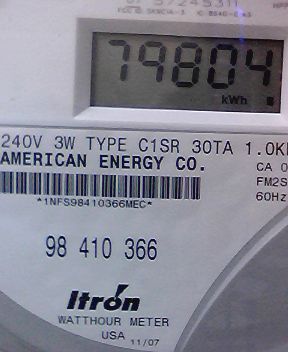 79804
kWh
240V 3W TYPE C1SR 30TA 1.0K
AMERICAN ENERGY CO.
CA 0
FM2S
60Hz
*1NFS98410366MEC*
98 410 366
Itrón
WATTHOUR METER
USA 11/07